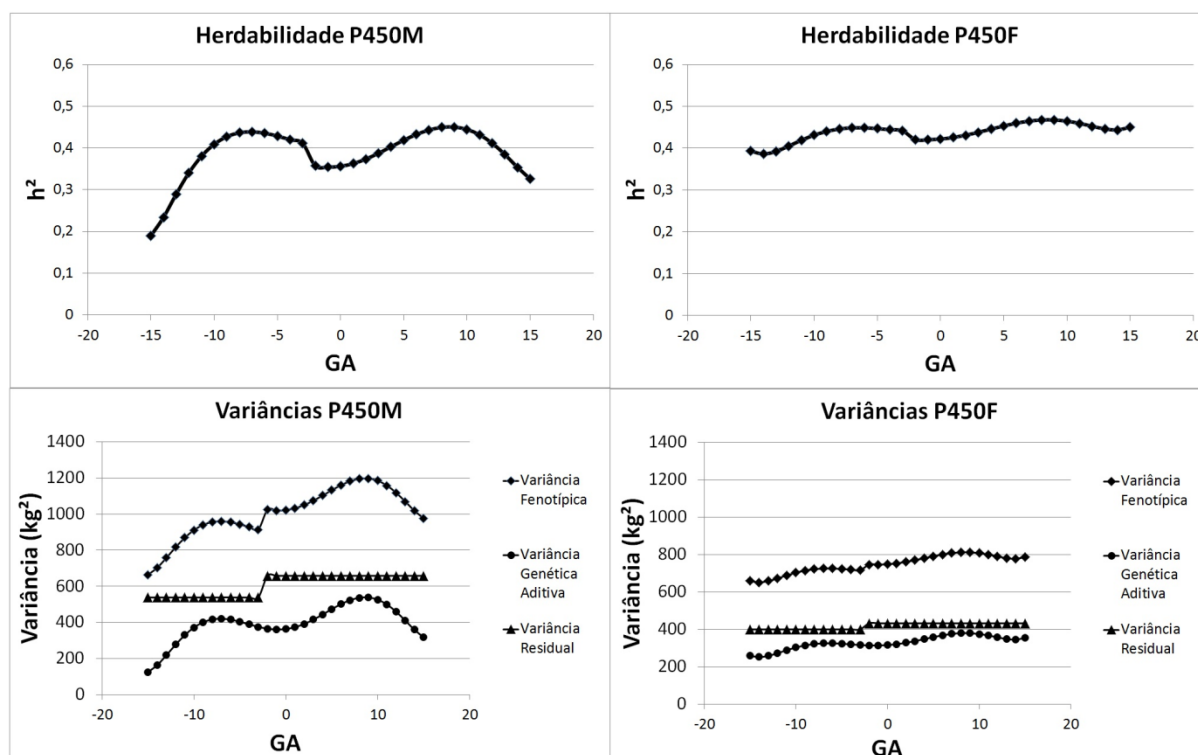 Herdabilidade P450M
0,6
0,5
0,4
0,3
0,2
0,1
0
h²
-20 -15 -10 -5 0 5 10 15 20
GA
Herdabilidade P450F
0,6
0,5
0,4
0,3
0,2
0,1
0
h²
-20 -15 -10 -5 0 5 10 15 20
GA
Variâncias P450M
1400
1200
1000
800
600
400
200
0
Variância (kg²)
-20 -10 0 10 20
GA
Variância
Fenotípica
Variância
Genética
Aditiva
Variância
Residual
Variâncias P450F
1400
1200
1000
800
600
400
200
0
Variância (kg²)
-20 -10 0 10 20
GA
Variância
Fenotípica
Variância
Genética
Aditiva
Variância
Residual